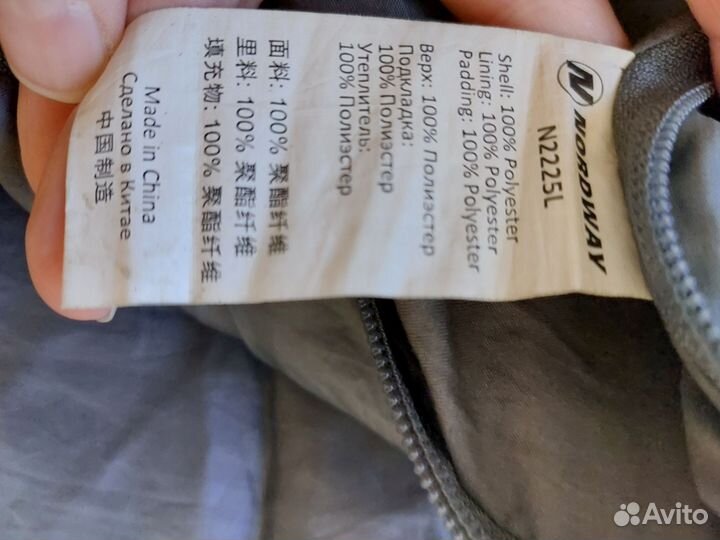 NORDWAY
N2225L
Shell: 100% Polyester
Lining: 100% Polyester
Padding: 100% Polyester
Верх: 100% Полиэстер
Подкладка:
100% Полиэстер
Утеплитель:
100% Полиэстер
面料: 100% 聚酯纤维
里料: 100% 聚酯纤维
填充物: 100% 聚酯纤维
Made in China
Сделано в Китае
中国制造
Avito